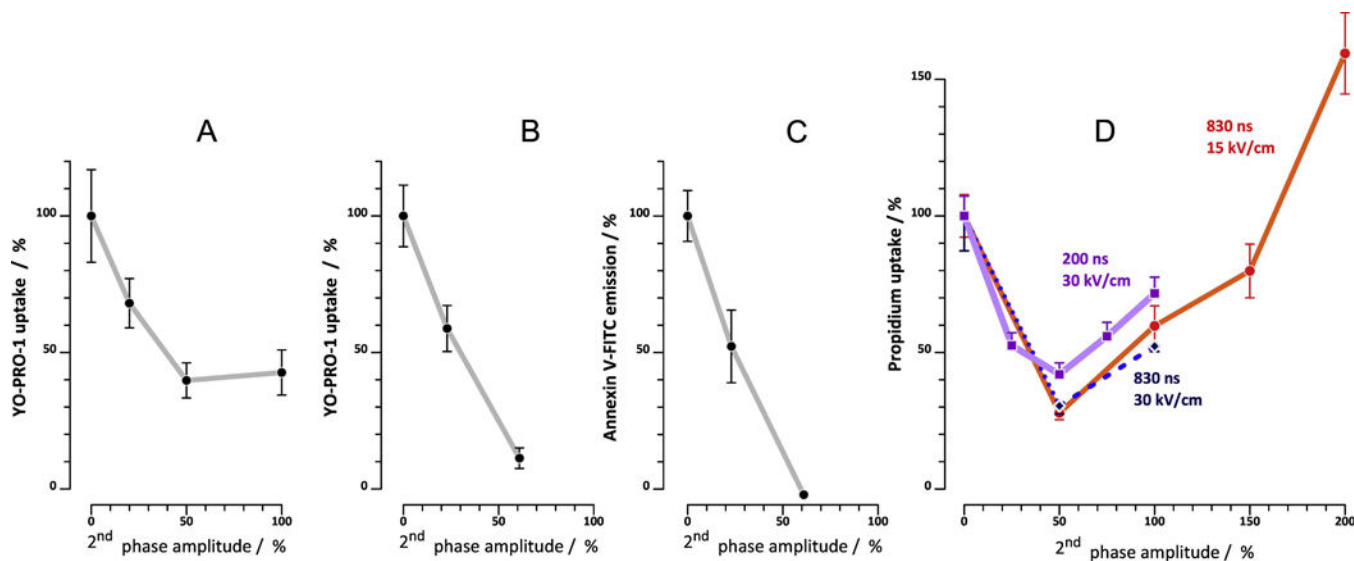 A
B
C
D
YO-PRO-1 uptake / %
100
50
0
0
50
100
2nd phase amplitude / %
YO-PRO-1 uptake / %
100
50
0
0
50
100
2nd phase amplitude / %
Annexin V-FITC emission / %
100
50
0
0
50
100
2nd phase amplitude / %
Propidium uptake / %
150
100
50
0
0
50
100
150
200
2nd phase amplitude / %
830 ns
15 kV/cm
200 ns
30 kV/cm
830 ns
30 kV/cm